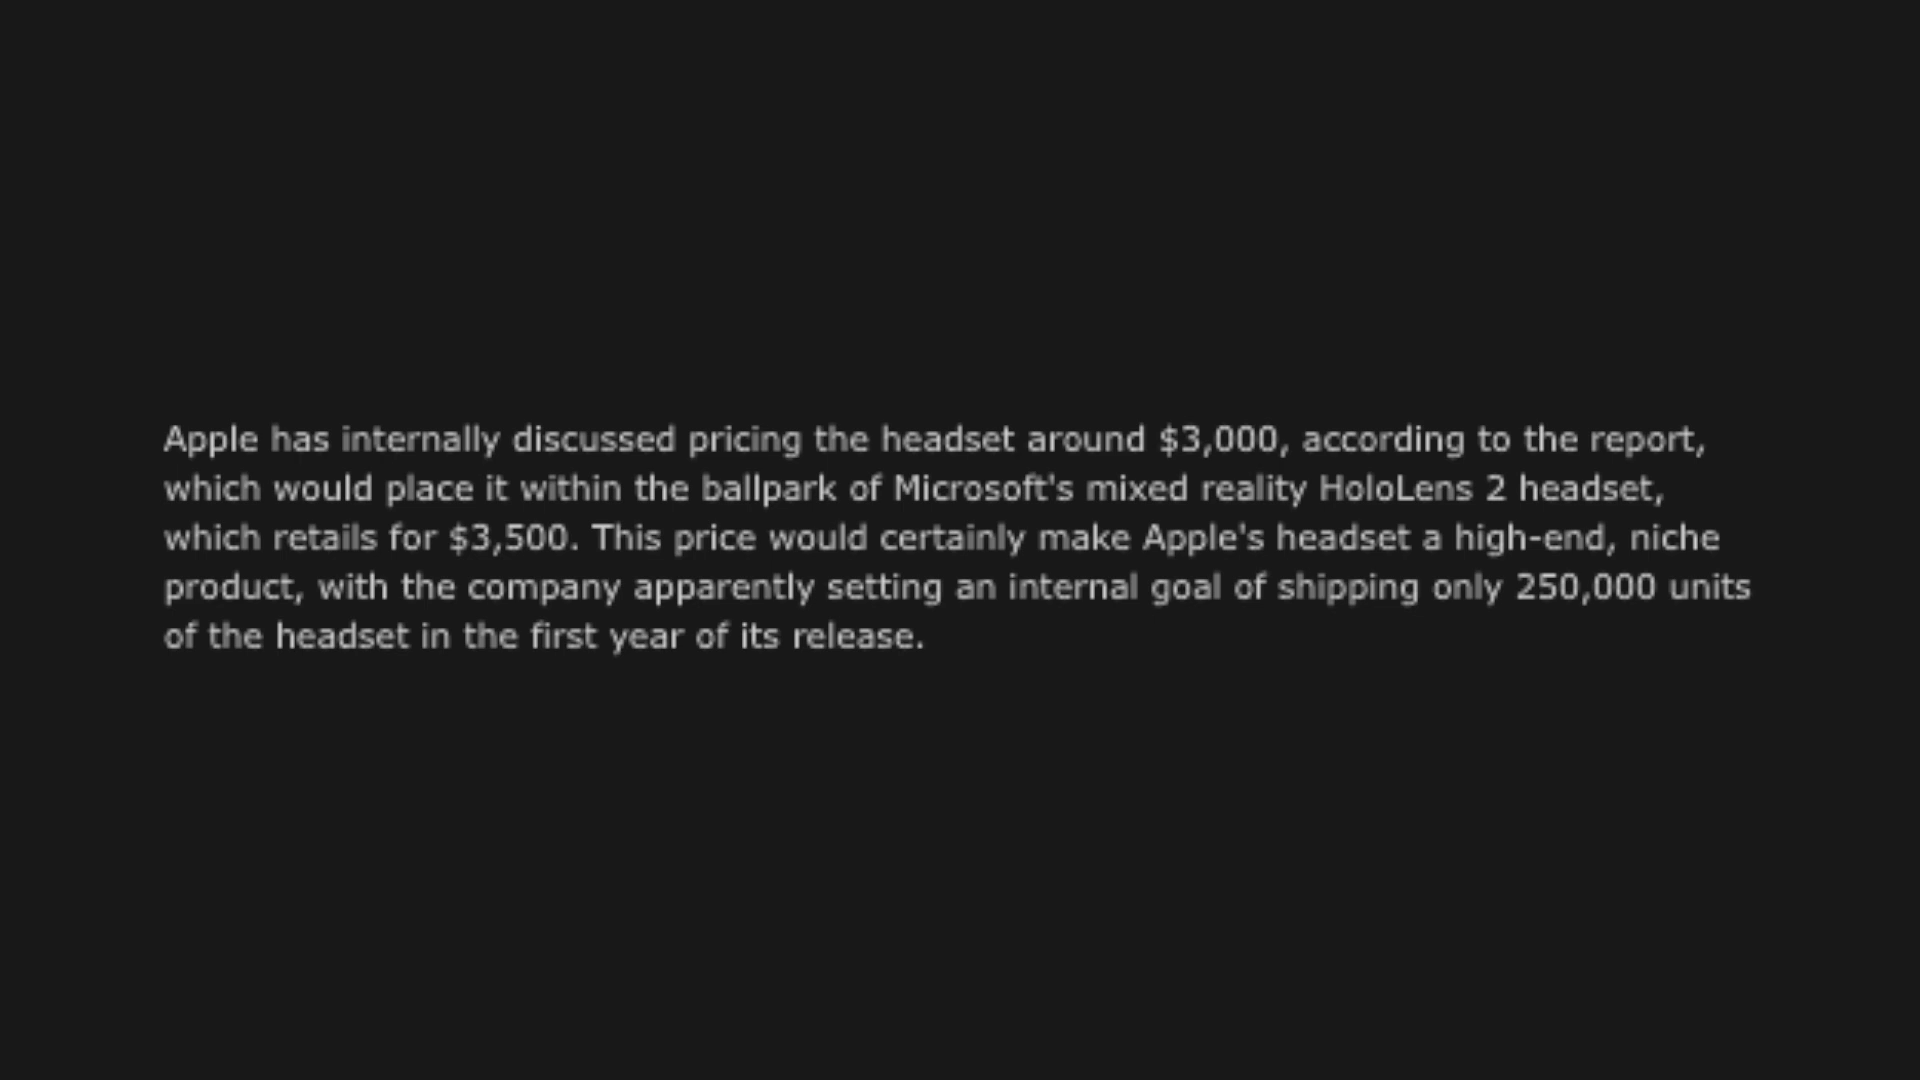 Apple has internally discussed pricing the headset around $3,000, according to the report,
which would place it within the ballpark of Microsoft's mixed reality HoloLens 2 headset,
which retails for $3,500. This price would certainly make Apple's headset a high-end, niche
product, with the company apparently setting an internal goal of shipping only 250,000 units
of the headset in the first year of its release.